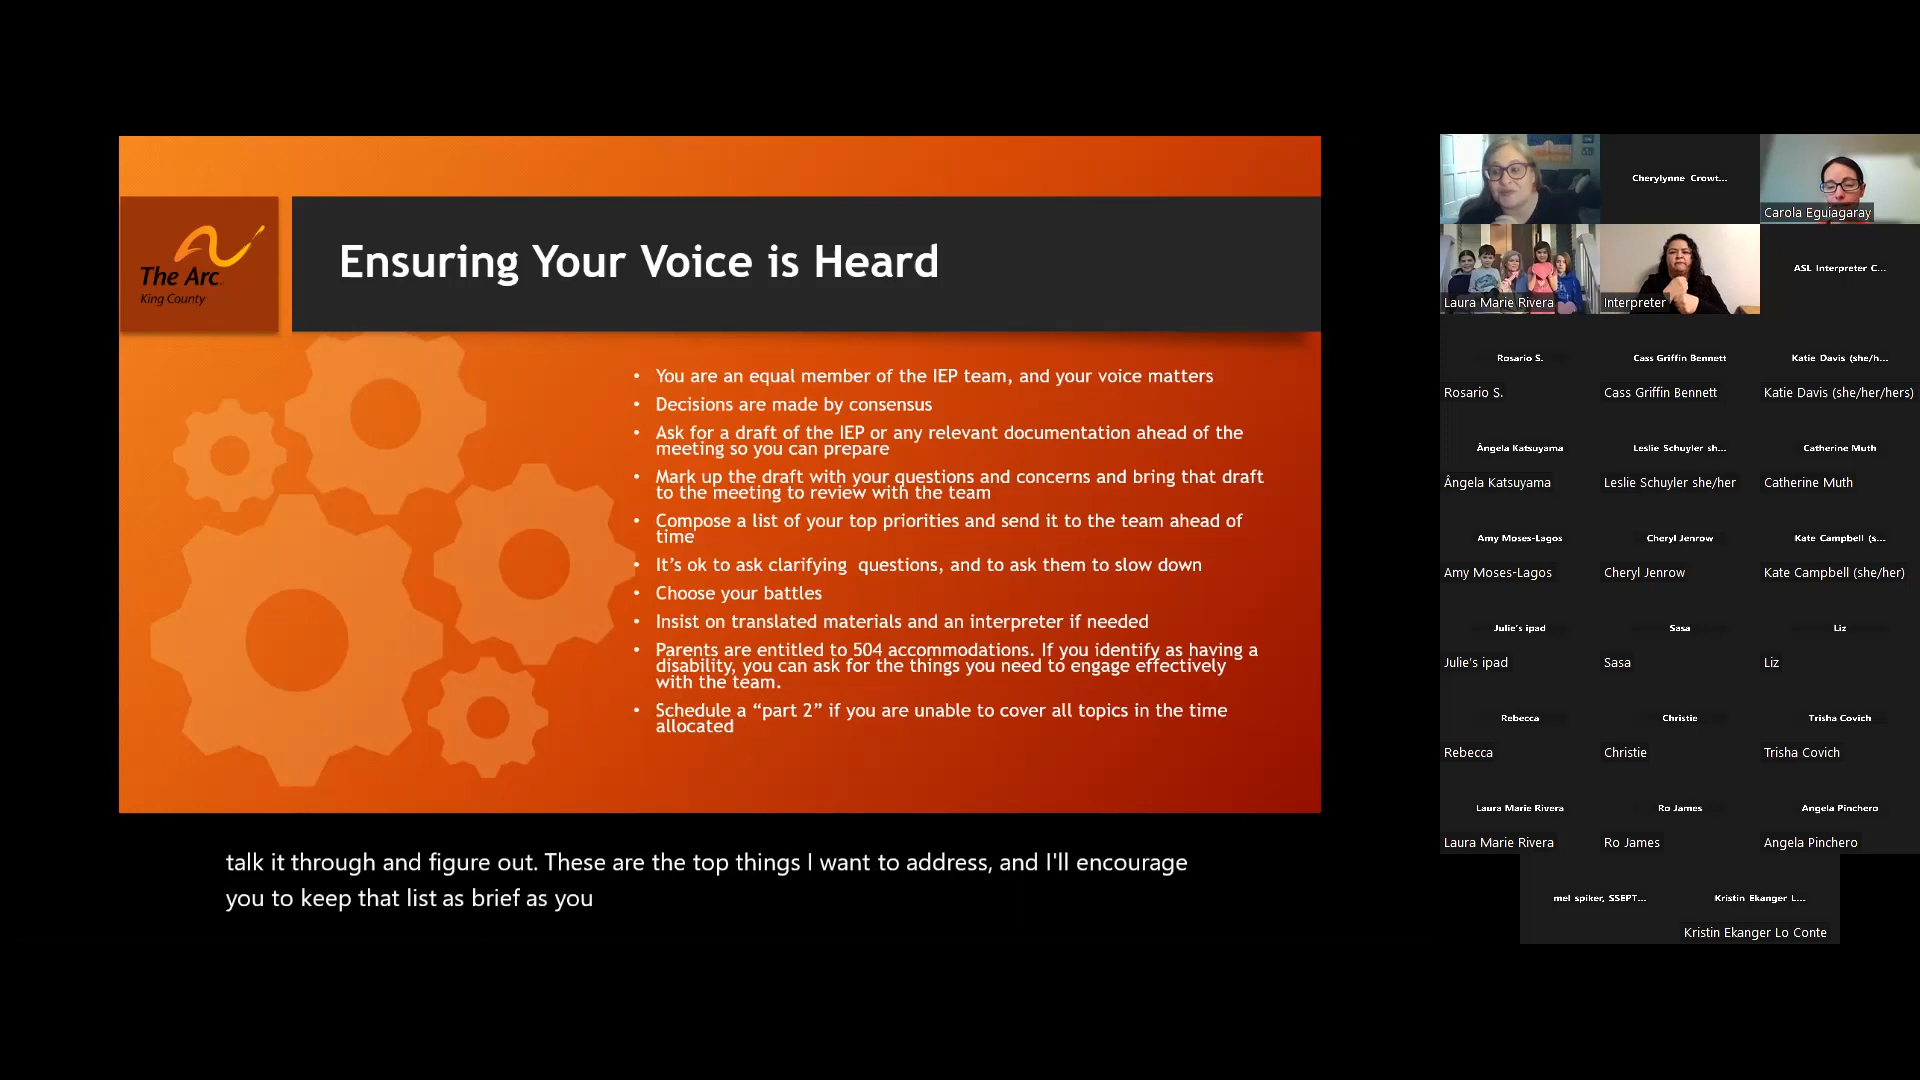 The Arc
King County
Ensuring Your Voice is Heard
• You are an equal member of the IEP team, and your voice matters
• Decisions are made by consensus
• Ask for a draft of the IEP or any relevant documentation ahead of the
meeting so you can prepare
• Mark up the draft with your questions and concerns and bring that draft
to the meeting to review with the team
• Compose a list of your top priorities and send it to the team ahead of
time
• It’s ok to ask clarifying  questions, and to ask them to slow down
• Choose your battles
• Insist on translated materials and an interpreter if needed
• Parents are entitled to 504 accommodations. If you identify as having a
disability, you can ask for the things you need to engage effectively
with the team.
• Schedule a “part 2” if you are unable to cover all topics in the time
allocated
talk it through and figure out. These are the top things I want to address, and I'll encourage
you to keep that list as brief as you
Cherylynne Crowt...
Carola Eguiagaray
Laura Marie Rivera
Interpreter
ASL Interpreter C...
Rosario S.
Cass Griffin Bennett
Katie Davis (she/h...
Rosario S.
Cass Griffin Bennett
Katie Davis (she/her/hers)
Ângela Katsuyama
Leslie Schuyler sh...
Catherine Muth
Ângela Katsuyama
Leslie Schuyler she/her
Catherine Muth
Amy Moses-Lagos
Cheryl Jenrow
Kate Campbell (s...
Amy Moses-Lagos
Cheryl Jenrow
Kate Campbell (she/her)
Julie's ipad
Sasa
Liz
Julie's ipad
Sasa
Liz
Rebecca
Christie
Trisha Covich
Rebecca
Christie
Trisha Covich
Laura Marie Rivera
Ro James
Angela Pinchero
Laura Marie Rivera
Ro James
Angela Pinchero
mel spiker, SSEPT...
Kristin Ekanger L...
Kristin Ekanger Lo Conte